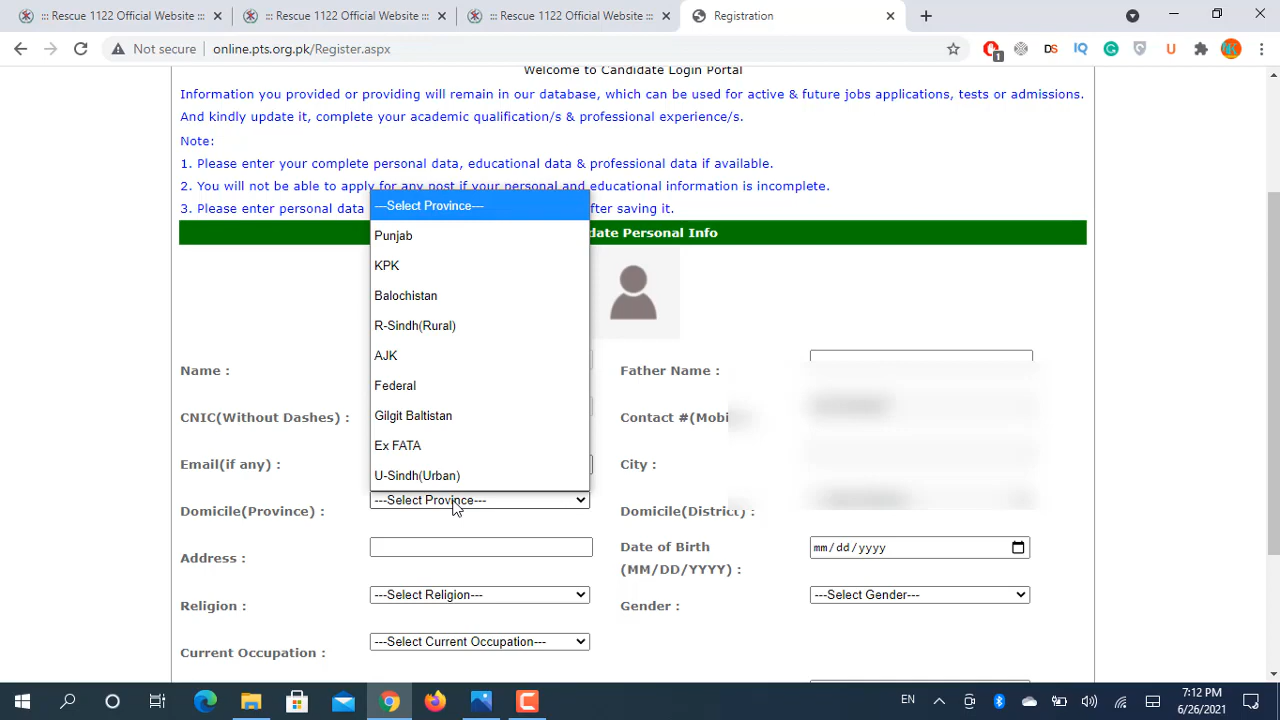 ::: Rescue 1122 Official Website :::
::: Rescue 1122 Official Website :::
::: Rescue 1122 Official Website :::
Registration
Not secure
online.pts.org.pk/Register.aspx
1
DS
IQ
U
Welcome to Candidate Login Portal
Information you provided or providing will remain in our database, which can be used for active & future jobs applications, tests or admissions.
And kindly update it, complete your academic qualification/s & professional experience/s.
Note:
1. Please enter your complete personal data, educational data & professional data if available.
2. You will not be able to apply for any post if your personal and educational information is incomplete.
3. Please enter personal data
after saving it.
date Personal Info
---Select Province---
Punjab
KPK
Balochistan
R-Sindh(Rural)
AJK
Federal
Gilgit Baltistan
Ex FATA
U-Sindh(Urban)
Name :
Father Name :
CNIC(Without Dashes) :
Contact #(Mobi
Email(if any) :
City :
Domicile(Province) :
---Select Province---
Domicile(District) :
Address :
Date of Birth
(MM/DD/YYYY) :
mm/dd/yyyy
Religion :
---Select Religion---
Gender :
---Select Gender---
Current Occupation :
---Select Current Occupation---
EN
7:12 PM
6/26/2021